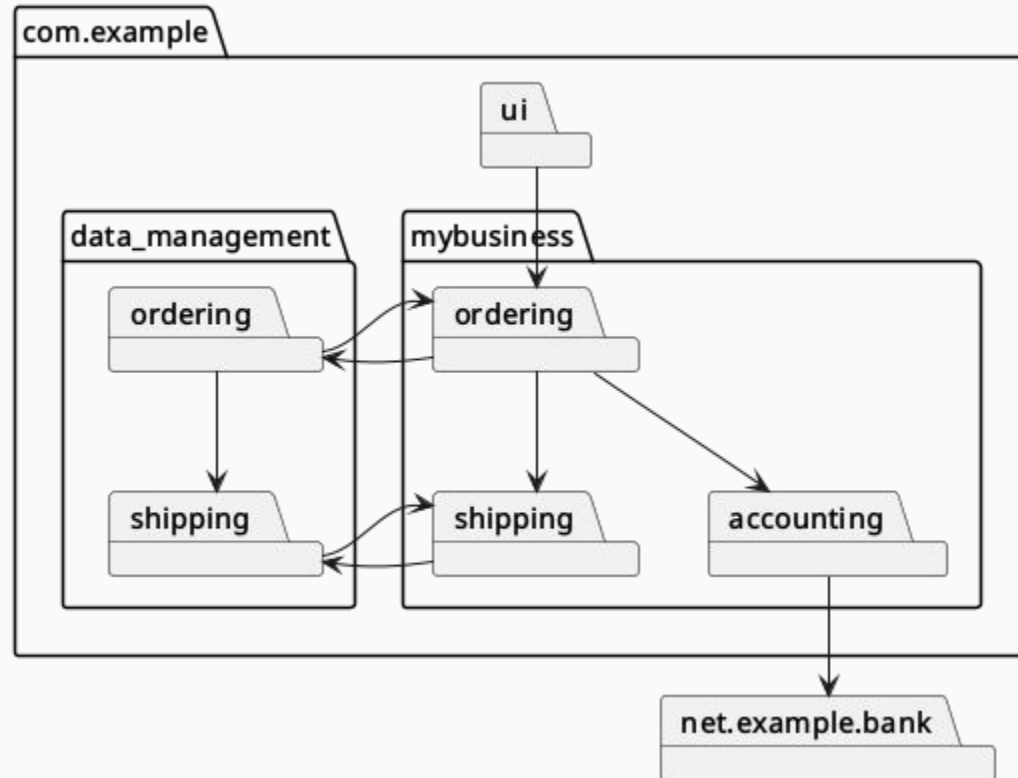 com.example
ui
data_management
mybusiness
ordering
ordering
shipping
shipping
accounting
net.example.bank